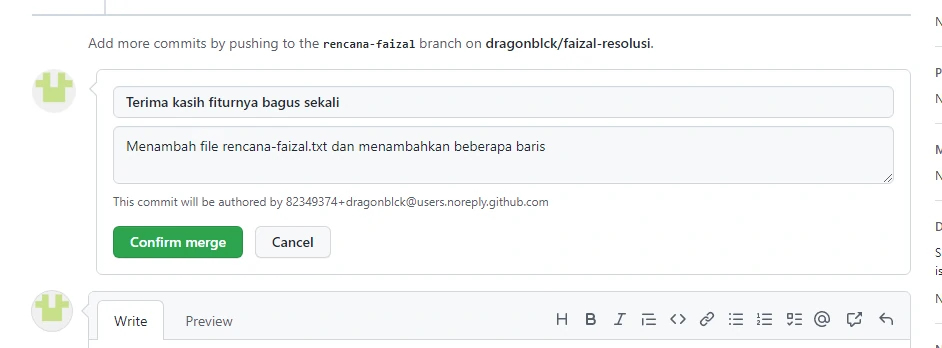 Add more commits by pushing to the rencana-faizal branch on dragonblck/faizal-resolusi.
Terima kasih fiturnya bagus sekali
Menambah file rencana-faizal.txt dan menambahkan beberapa baris
This commit will be authored by 82349374+dragonblck@users.noreply.github.com
Confirm merge Cancel
Write Preview